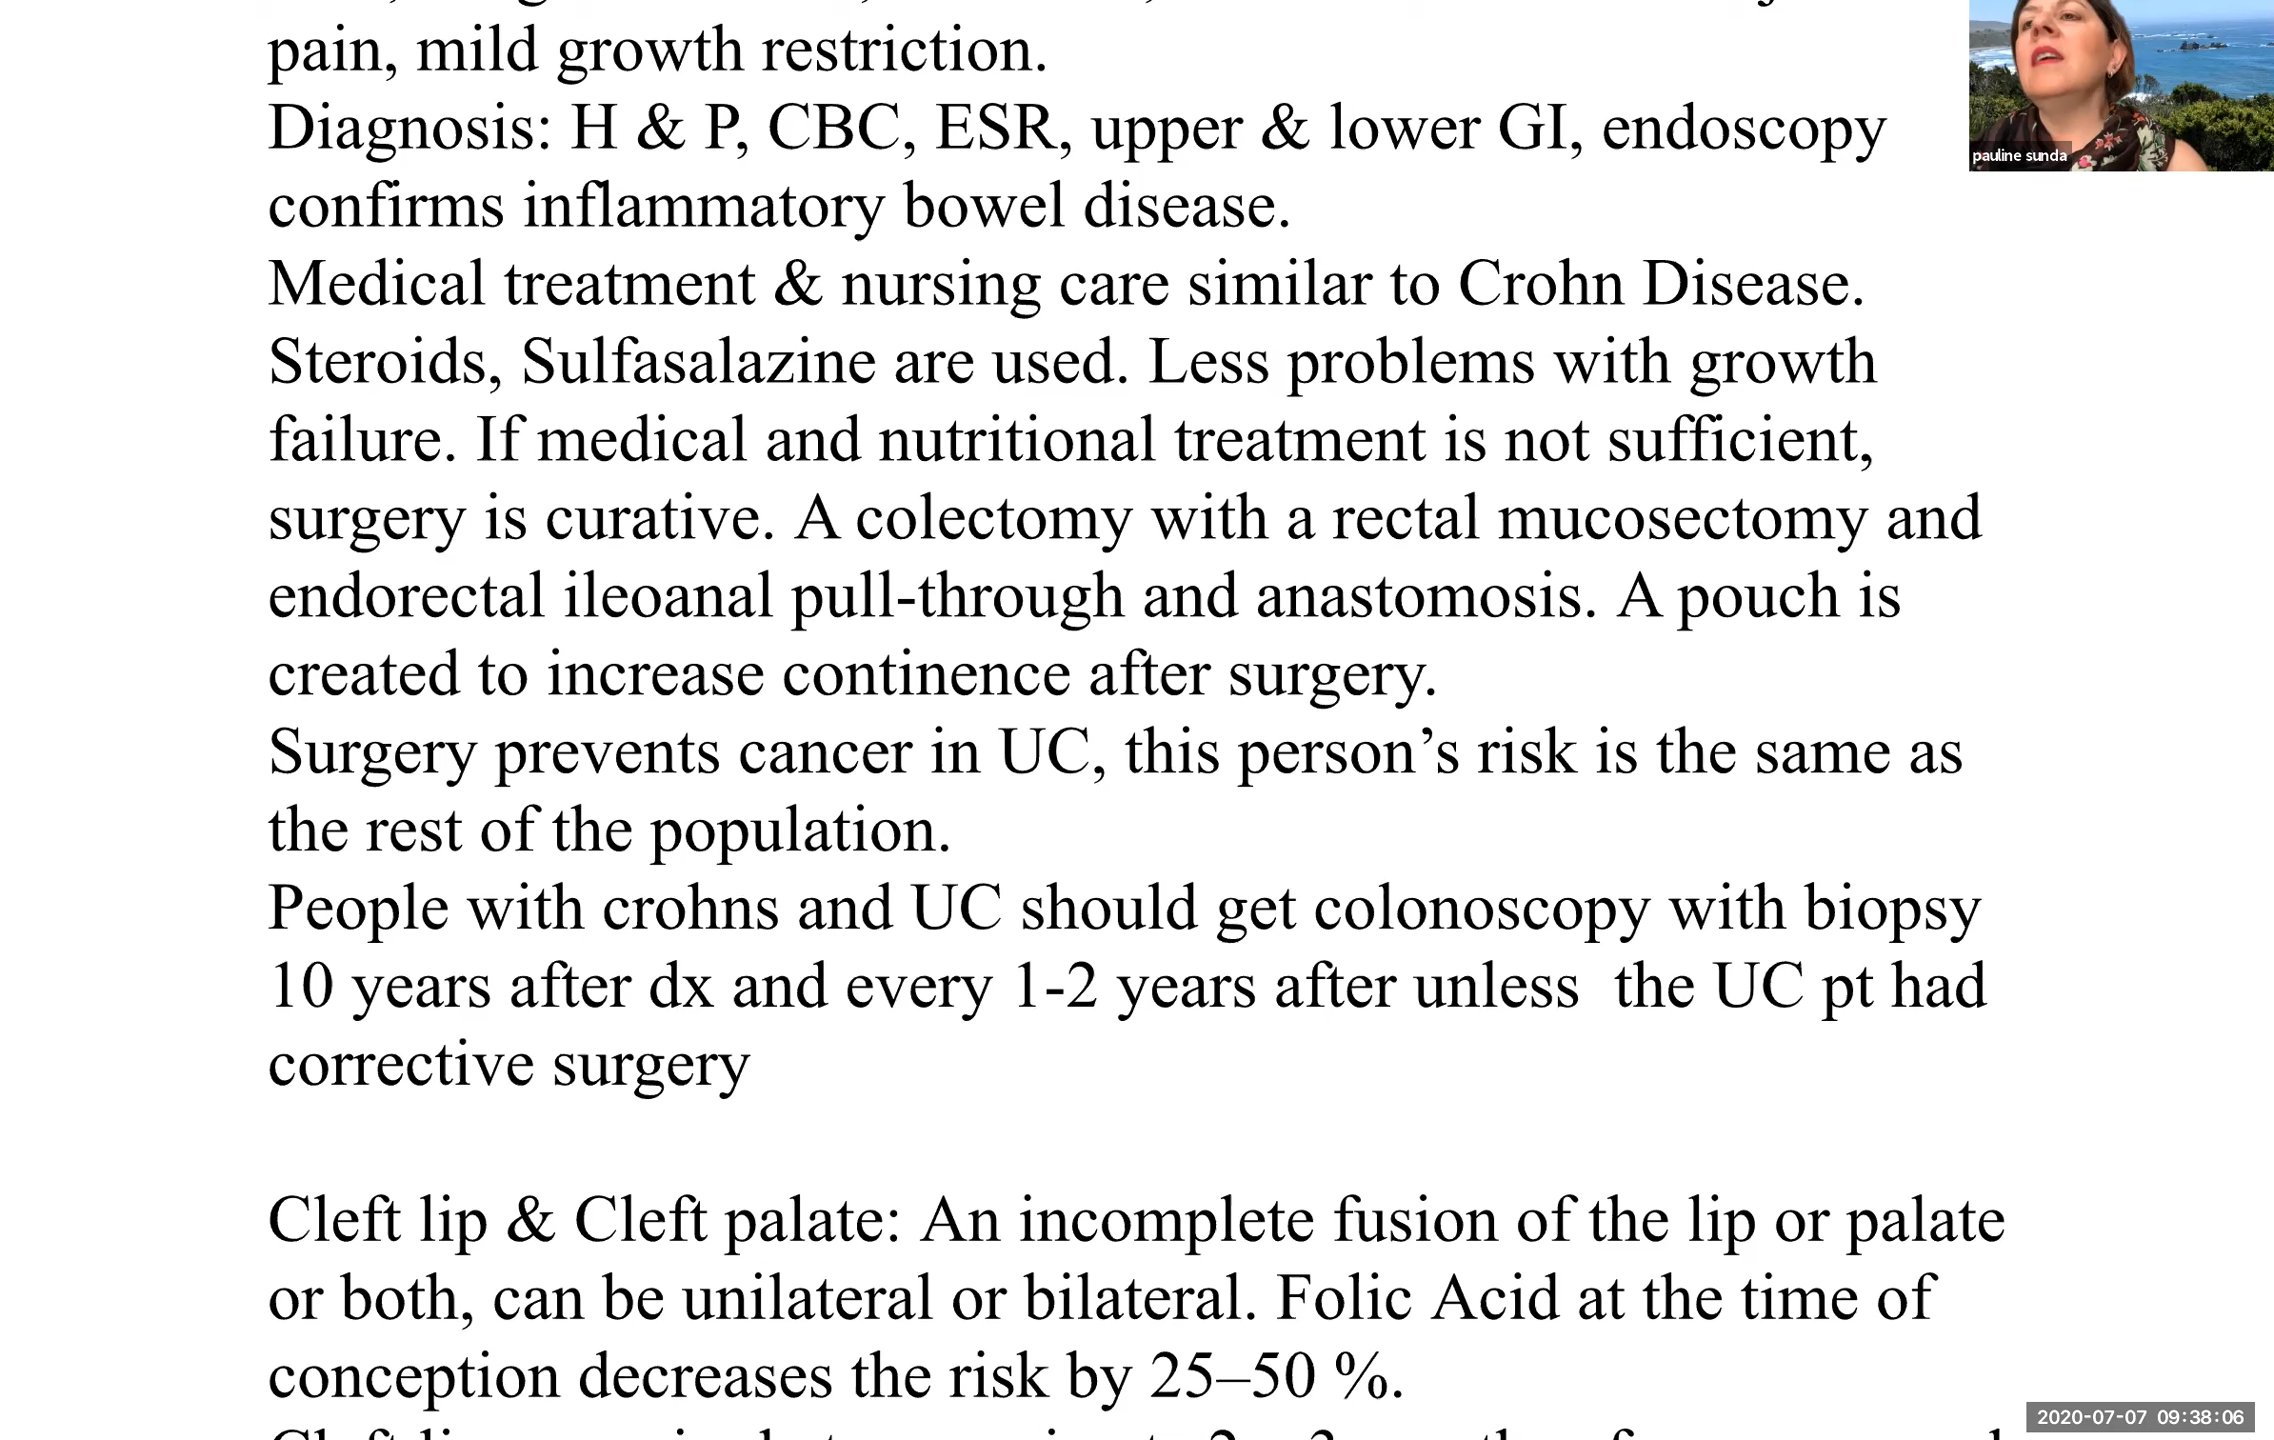 pain, mild growth restriction.
Diagnosis: H & P, CBC, ESR, upper & lower GI, endoscopy
confirms inflammatory bowel disease.
Medical treatment & nursing care similar to Crohn Disease.
Steroids, Sulfasalazine are used. Less problems with growth
failure. If medical and nutritional treatment is not sufficient,
surgery is curative. A colectomy with a rectal mucosectomy and
endorectal ileoanal pull-through and anastomosis. A pouch is
created to increase continence after surgery.
Surgery prevents cancer in UC, this person’s risk is the same as
the rest of the population.
People with crohns and UC should get colonoscopy with biopsy
10 years after dx and every 1-2 years after unless  the UC pt had
corrective surgery
Cleft lip & Cleft palate: An incomplete fusion of the lip or palate
or both, can be unilateral or bilateral. Folic Acid at the time of
conception decreases the risk by 25–50 %.
pauline sunda
2020-07-07 09:38:06